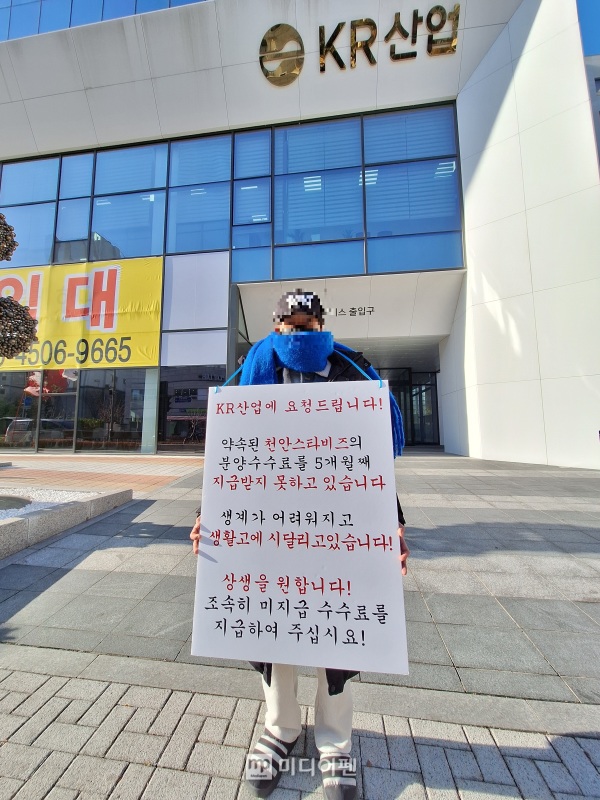 KR산업
임대
4506-9665
비스 출입구
KR산업에 요청드립니다!
약속된 천안스타비즈의
분양수수료를 5개월째
지급받지 못하고 있습니다
생계가 어려워지고
생활고에 시달리고있습니다!
상생을 원합니다!
조속히 미지급 수수료를
지급하여 주십시요!
미디어펜